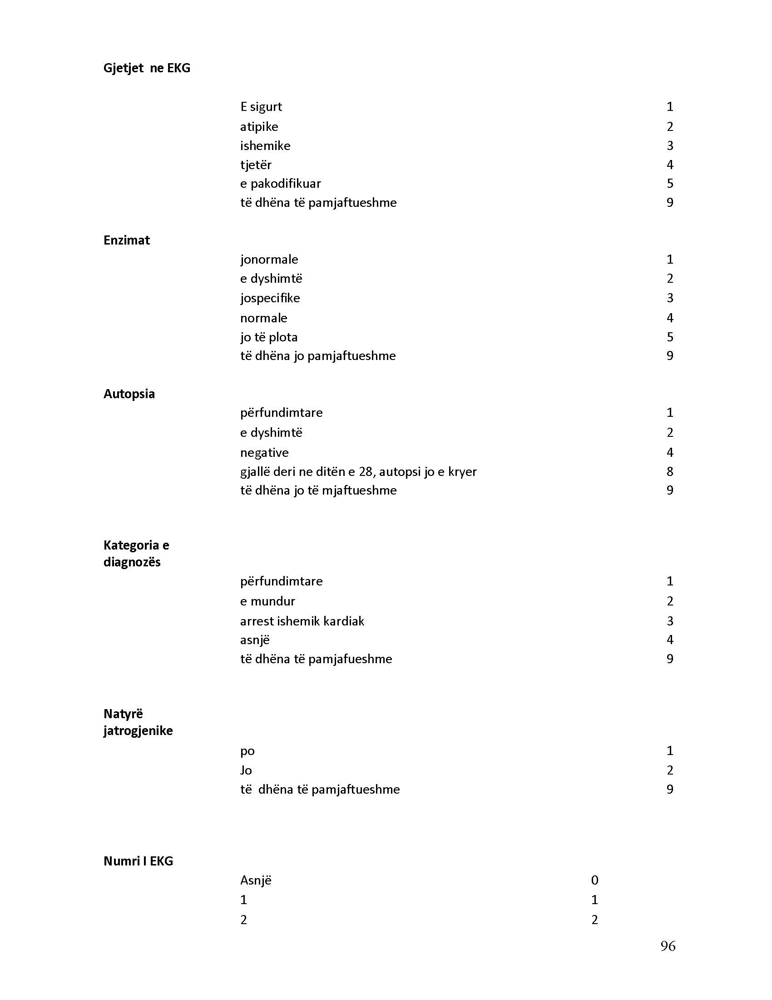 Gjetjet  ne EKG
E sigurt 1
atipike 2
ishemike 3
tjetër 4
e pakodifikuar 5
të dhëna të pamjaftueshme 9
Enzimat
jonormale 1
e dyshimtë 2
jospecifike 3
normale 4
jo të plota 5
të dhëna jo pamjaftueshme 9
Autopsia
përfundimtare 1
e dyshimtë 2
negative 4
gjallë deri ne ditën e 28, autopsi jo e kryer 8
të dhëna jo të mjaftueshme 9
Kategoria e
diagnozës
përfundimtare 1
e mundur 2
arrest ishemik kardiak 3
asnjë 4
të dhëna të pamjafueshme 9
Natyrë
jatrogjenike
po 1
Jo 2
të  dhëna të pamjaftueshme 9
Numri I EKG
Asnjë 0
1 1
2 2
96